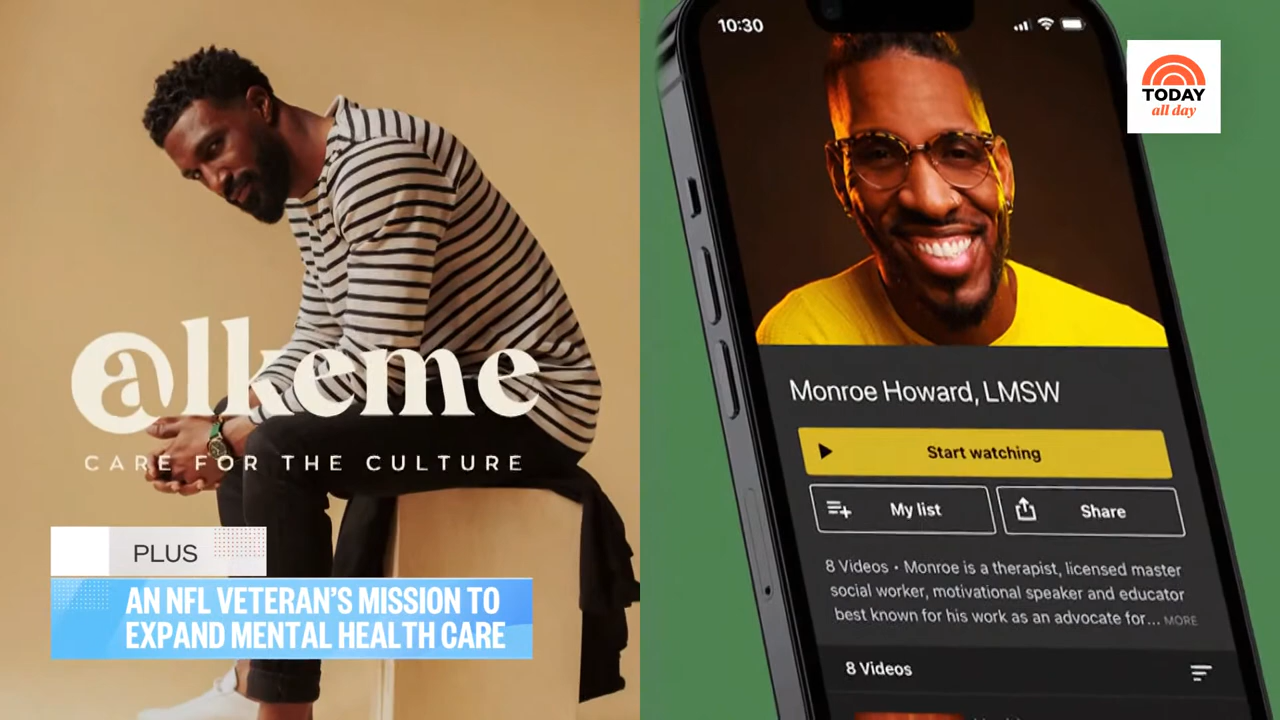 @lkeme
CARE FOR THE CULTURE
PLUS
AN NFL VETERAN'S MISSION TO
EXPAND MENTAL HEALTH CARE
10:30
Monroe Howard, LMSW
Start watching
My list
Share
8 Videos • Monroe is a therapist, licensed master
social worker, motivational speaker and educator
best known for his work as an advocate for... MORE
8 Videos
TODAY
all day